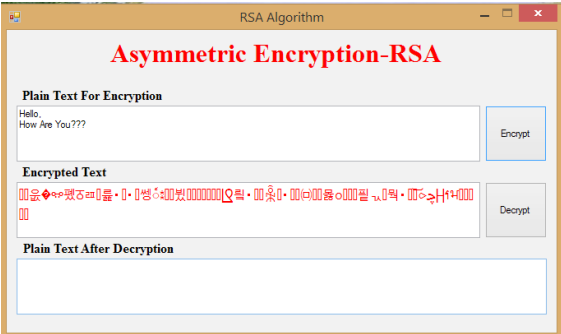 RSA Algorithm
Asymmetric Encryption-RSA
Plain Text For Encryption
Hello,
How Are You???
Encrypt
Encrypted Text
Decrypt
Plain Text After Decryption